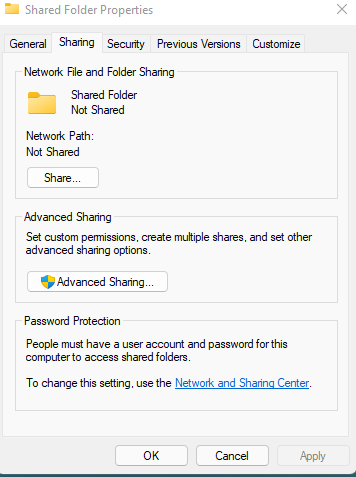 Shared Folder Properties
General Sharing Security Previous Versions Customize
Network File and Folder Sharing
Shared Folder
Not Shared
Network Path:
Not Shared
Share...
Advanced Sharing
Set custom permissions, create multiple shares, and set other
advanced sharing options.
Advanced Sharing...
Password Protection
People must have a user account and password for this
computer to access shared folders.
To change this setting, use the Network and Sharing Center.
OK Cancel Apply